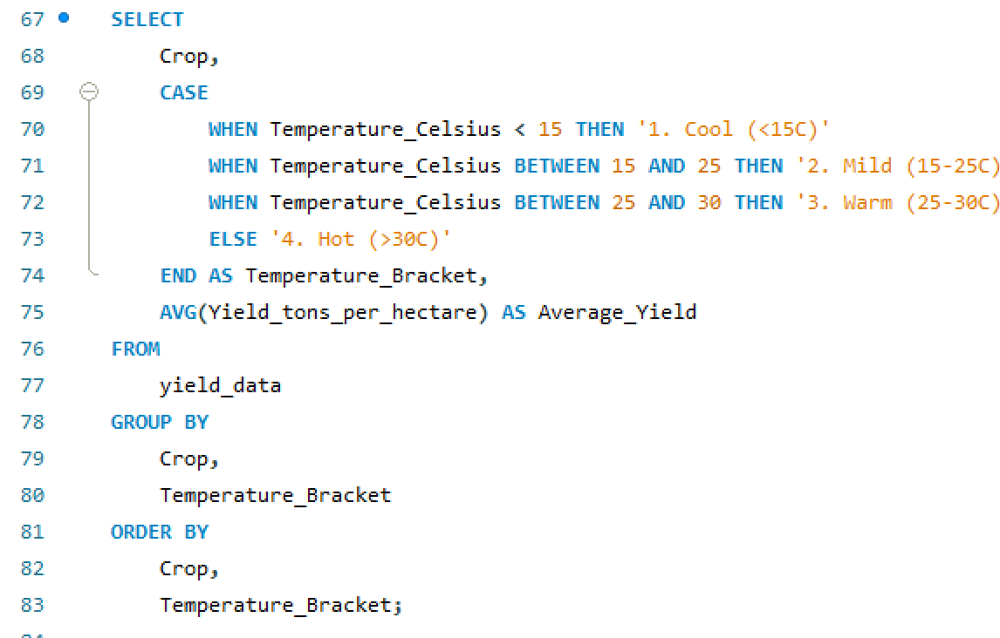 67 SELECT
68 Crop,
69 CASE
70 WHEN Temperature_Celsius < 15 THEN '1. Cool (<15C)'
71 WHEN Temperature_Celsius BETWEEN 15 AND 25 THEN '2. Mild (15-25C)
72 WHEN Temperature_Celsius BETWEEN 25 AND 30 THEN '3. Warm (25-30C)
73 ELSE '4. Hot (>30C)'
74 END AS Temperature_Bracket,
75 AVG(Yield_tons_per_hectare) AS Average_Yield
76 FROM
77 yield_data
78 GROUP BY
79 Crop,
80 Temperature_Bracket
81 ORDER BY
82 Crop,
83 Temperature_Bracket;